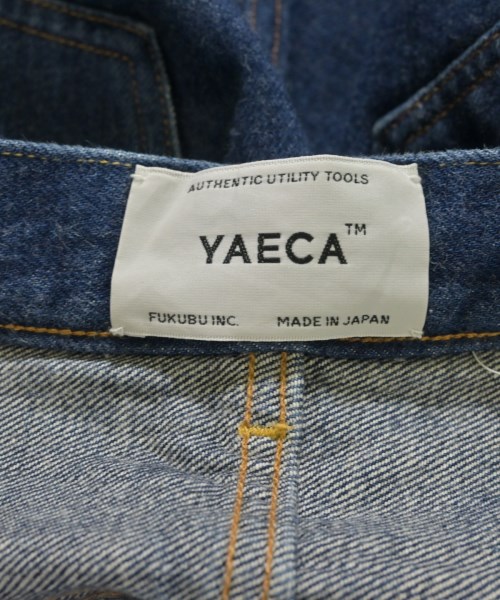 AUTHENTIC UTILITY TOOLS
YAECA™
FUKUBU INC. MADE IN JAPAN